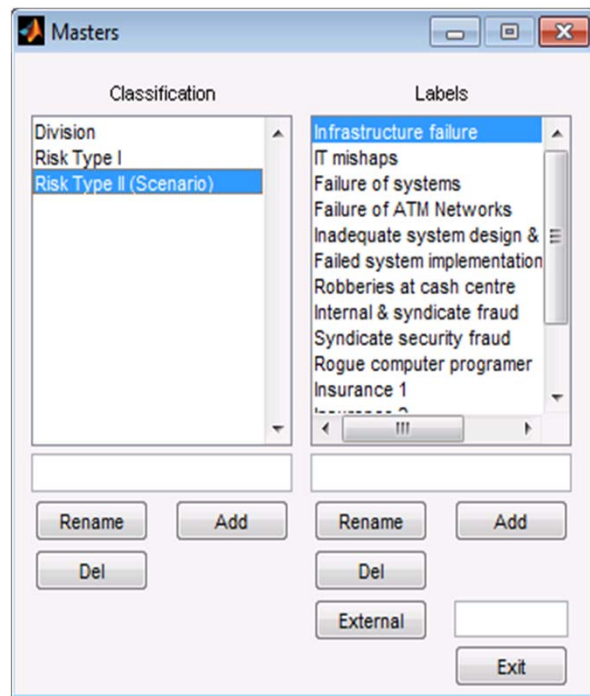 Masters
Classification
Division
Risk Type I
Risk Type II (Scenario)
Rename
Add
Del
Labels
Infrastructure failure
IT mishaps
Failure of systems
Failure of ATM Networks
Inadequate system design &
Failed system implementation
Robberies at cash centre
Internal & syndicate fraud
Syndicate security fraud
Rogue computer programer
Insurance 1
Rename
Add
Del
External
Exit